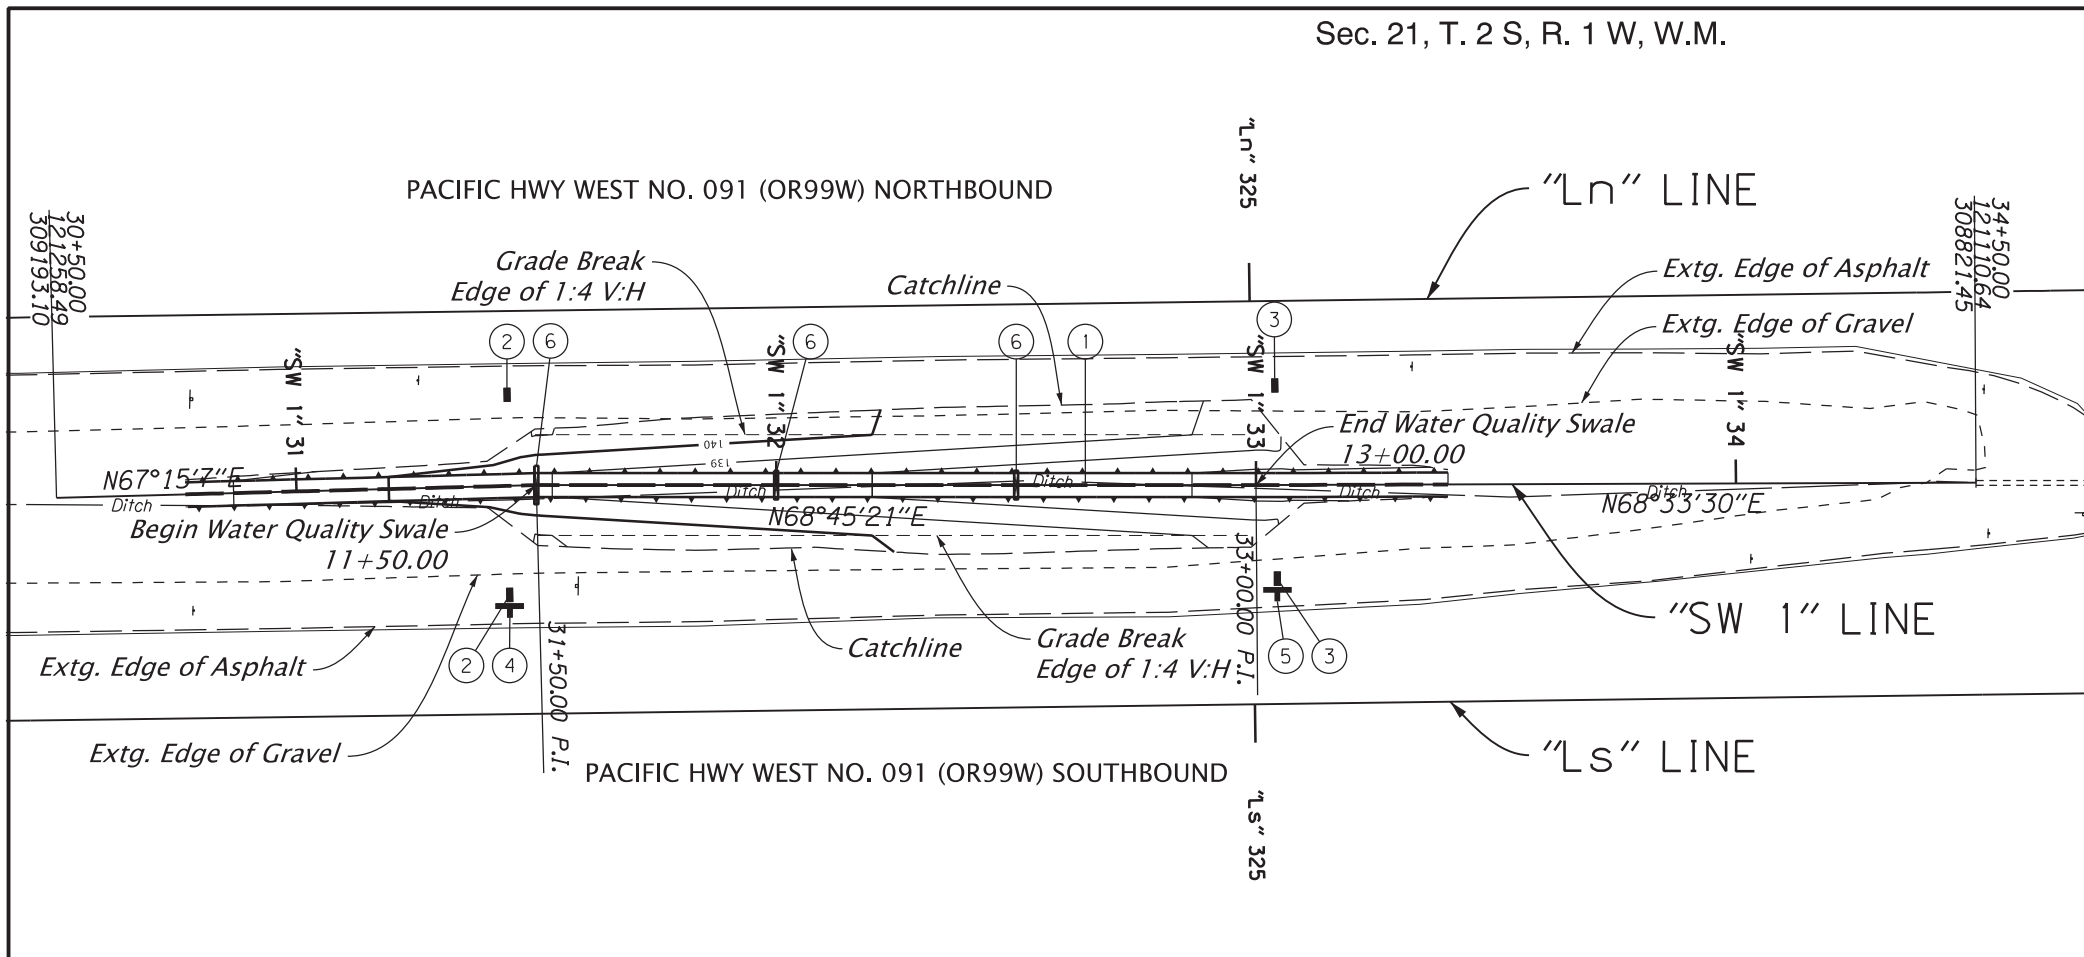 Sec. 21, T. 2 S, R. 1 W, W.M.
"Ln" 325
PACIFIC HWY WEST NO. 091 (OR99W) NORTHBOUND
"Ln" LINE
30+50.00
121258.49
309193.10
34+50.00
121110.64
308821.45
Grade Break
Edge of 1:4 V:H
Catchline
Extg. Edge of Asphalt
Extg. Edge of Gravel
2
6
6
6
1
3
"SW 1" 31
"SW 1" 32
"SW 1" 33
"SW 1" 34
140
139
End Water Quality Swale
13+00.00
N67°15'7"E
Ditch
Ditch
Ditch
Ditch
Ditch
Ditch
N68°45'21"E
N68°33'30"E
Begin Water Quality Swale
11+50.00
31+50.00 P.I.
33+00.00 P.I.
"SW 1" LINE
Extg. Edge of Asphalt
2
4
Catchline
Grade Break
Edge of 1:4 V:H
5
3
Extg. Edge of Gravel
PACIFIC HWY WEST NO. 091 (OR99W) SOUTHBOUND
"Ls" LINE
"Ls" 325